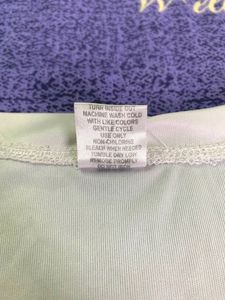 TURN INSIDE OUT
MACHINE WASH COLD
WITH LIKE COLORS
GENTLE CYCLE
USE ONLY
NON-CHLORINE
BLEACH WHEN NEEDED
TUMBLE DRY LOW
REMOVE PROMPTLY